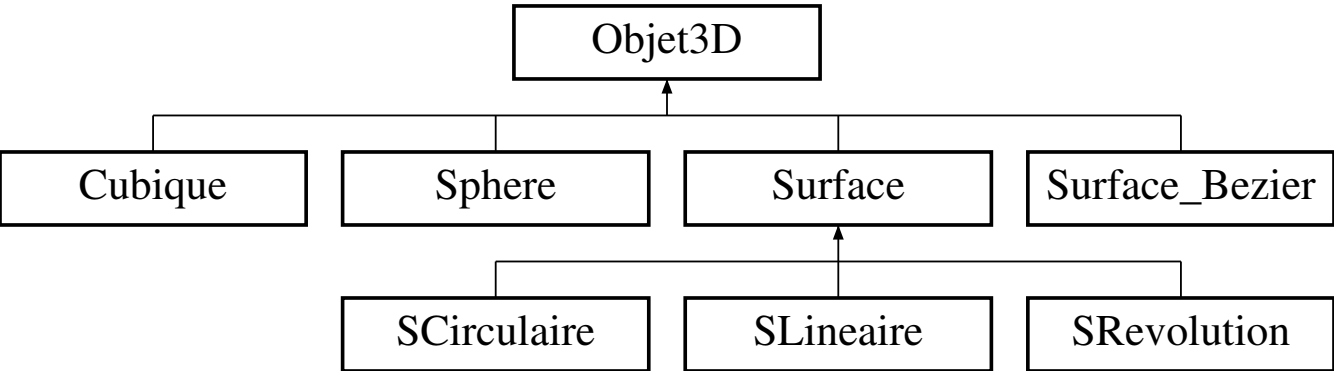 Objet3D
Cubique Sphere Surface Surface_Bezier
SCirculaire SLineaire SRevolution